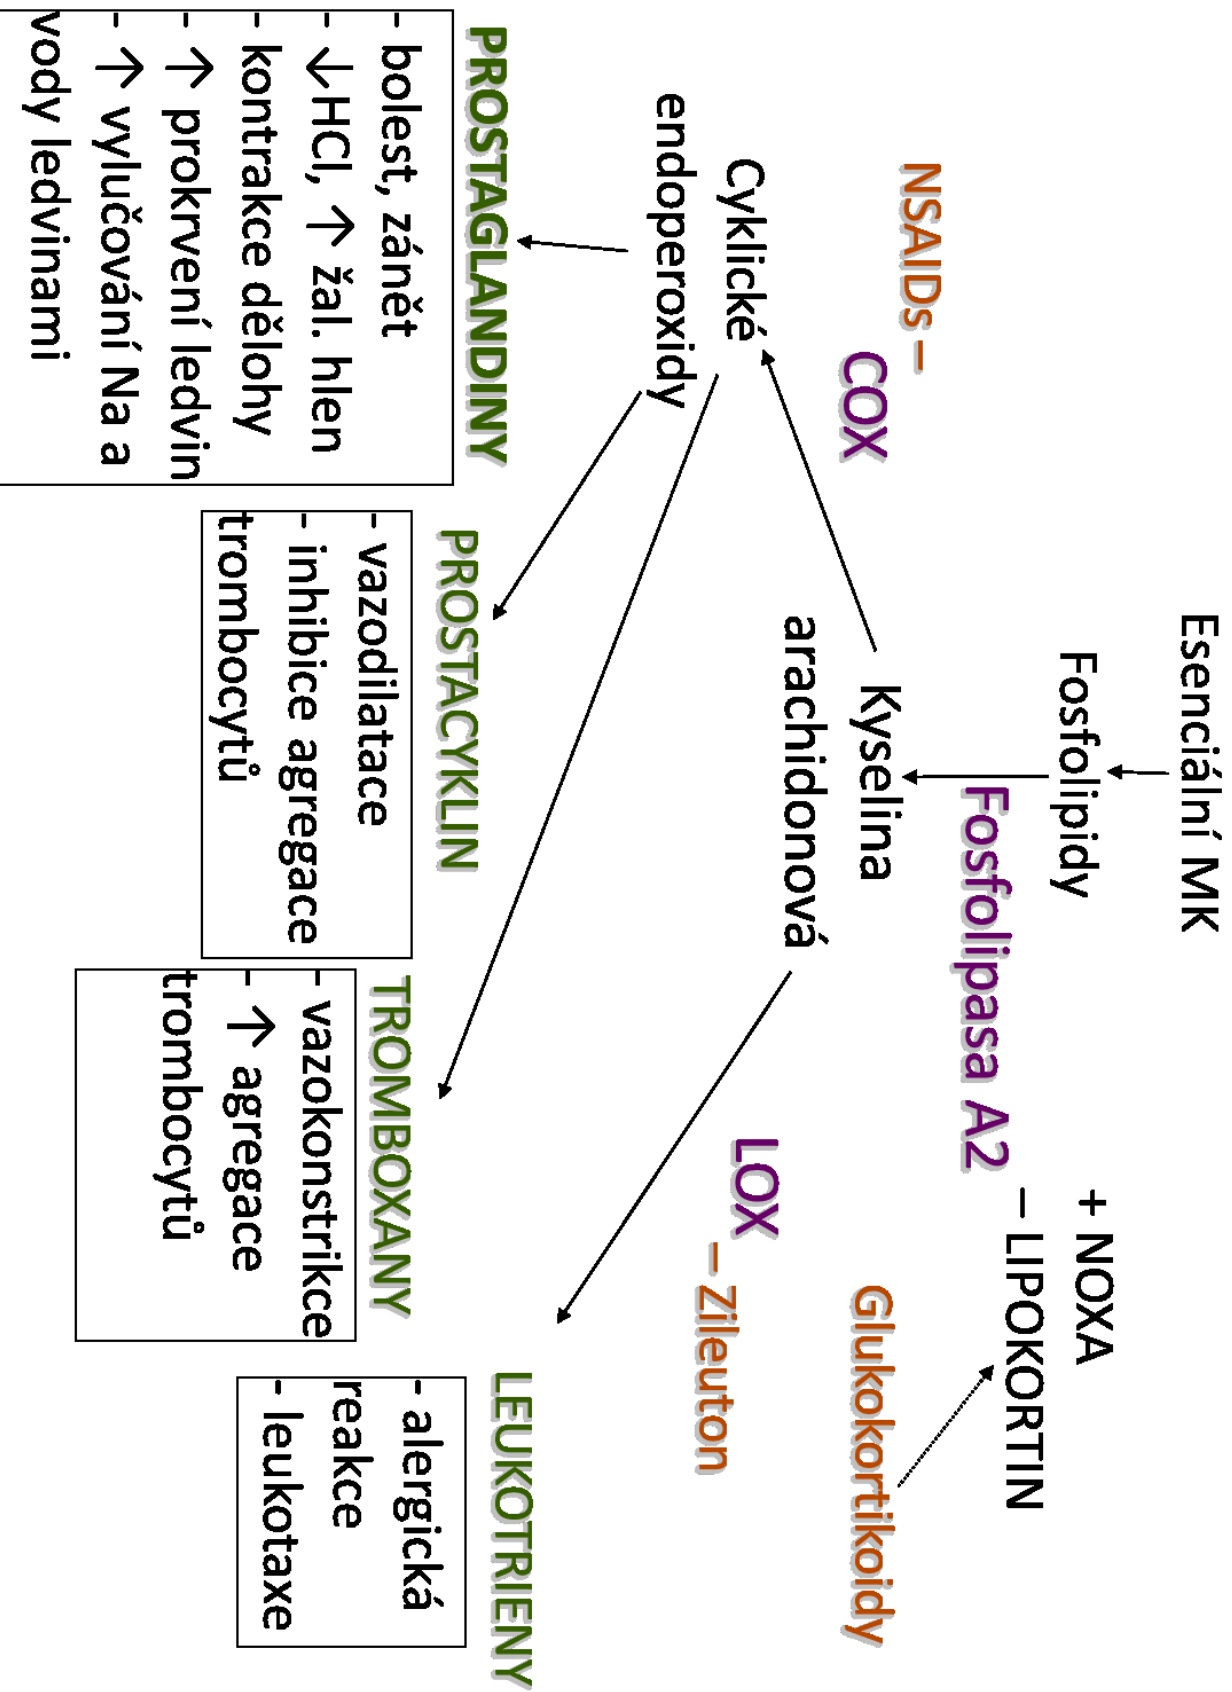 Esenciální MK
Fosfolipidy
+ NOXA
– LIPOKORTIN
Fosfolipasa A2
Glukokortikoidy
NSAIDs –
COX
Kyselina
arachidonová
LOX
– Zileuton
Cyklické
endoperoxidy
PROSTAGLANDINY
- bolest, zánět
- ↓HCl, ↑ žal. hlen
- kontrakce dělohy
- ↑ prokrvení ledvin
- ↑ vylučování Na a
vody ledvinami
PROSTACYKLIN
- vazodilatace
- inhibice agregace
trombocytů
TROMBOXANY
- vazokonstrikce
- ↑ agregace
trombocytů
LEUKOTRIENY
- alergická
reakce
- leukotaxe